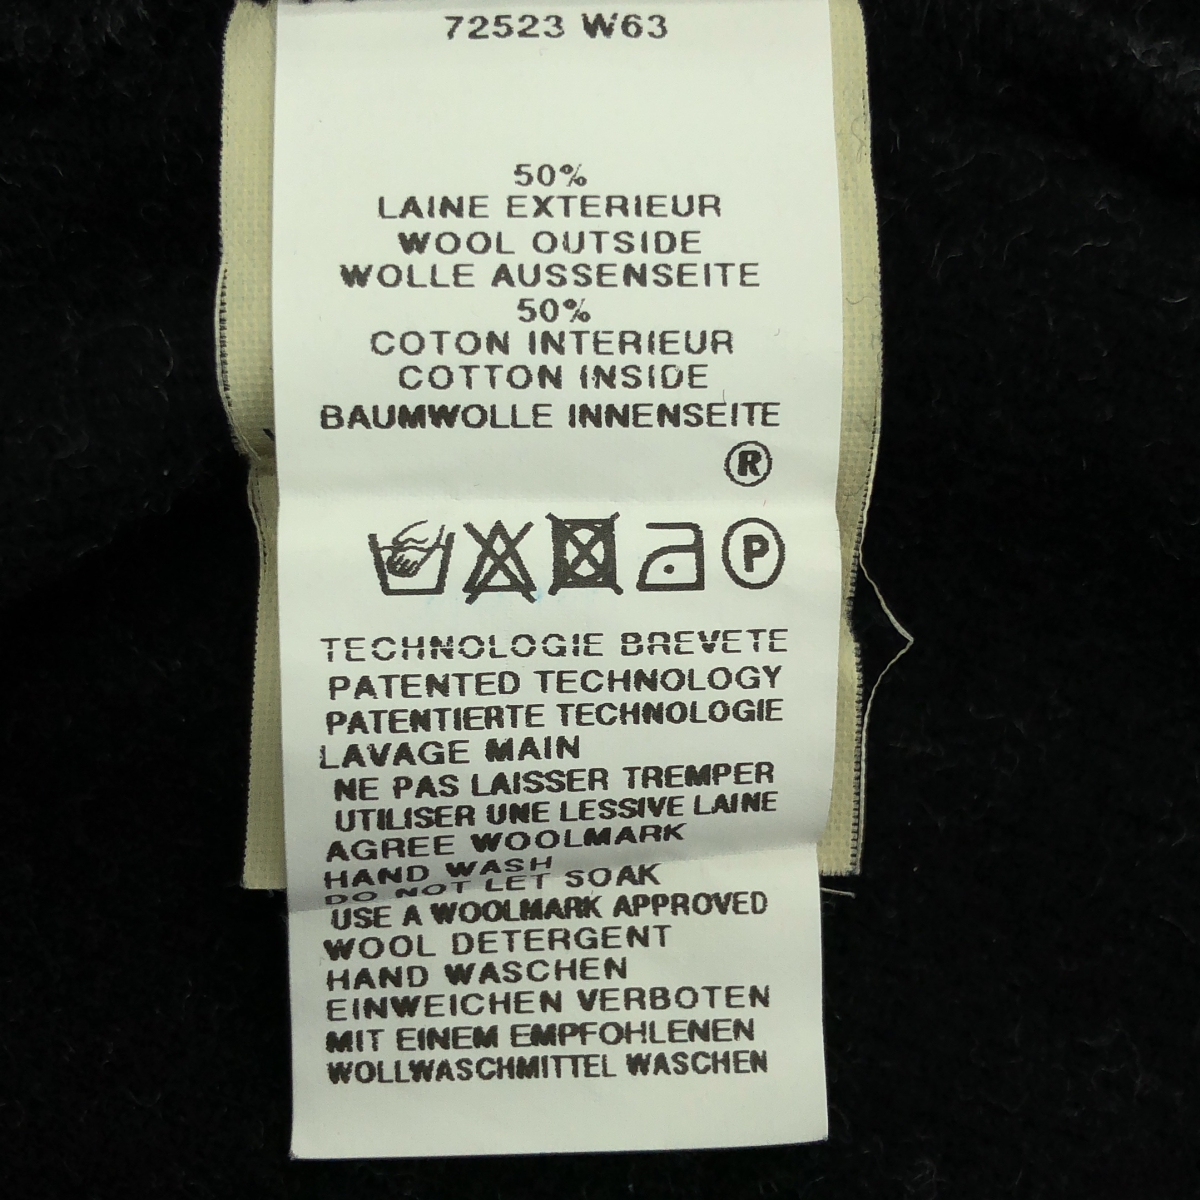 72523 W63
50%
LAINE EXTERIEUR
WOOL OUTSIDE
WOLLE AUSSENSEITE
50%
COTON INTERIEUR
COTTON INSIDE
BAUMWOLLE INNENSEITE
®
P
TECHNOLOGIE BREVETE
PATENTED TECHNOLOGY
PATENTIERTE TECHNOLOGIE
LAVAGE MAIN
NE PAS LAISSER TREMPER
UTILISER UNE LESSIVE LAINE
AGREE WOOLMARK
HAND WASH
DO NOT LET SOAK
USE A WOOLMARK APPROVED
WOOL DETERGENT
HAND WASCHEN
EINWEICHEN VERBOTEN
MIT EINEM EMPFOHLENEN
WOLLWASCHMITTEL WASCHEN